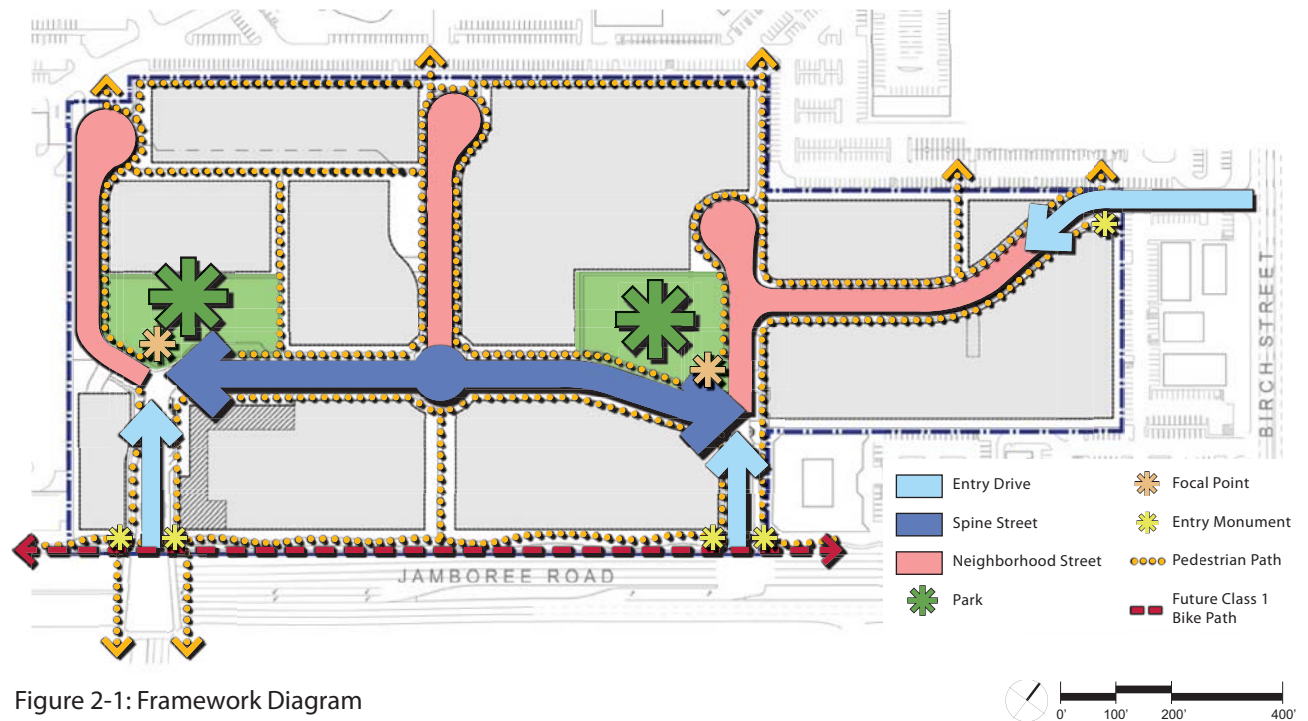 BIRCH STREET
JAMBOREE ROAD
Entry Drive
Spine Street
Neighborhood Street
Park
Focal Point
Entry Monument
Pedestrian Path
Future Class 1
Bike Path
Figure 2-1: Framework Diagram
0' 100' 200' 400'